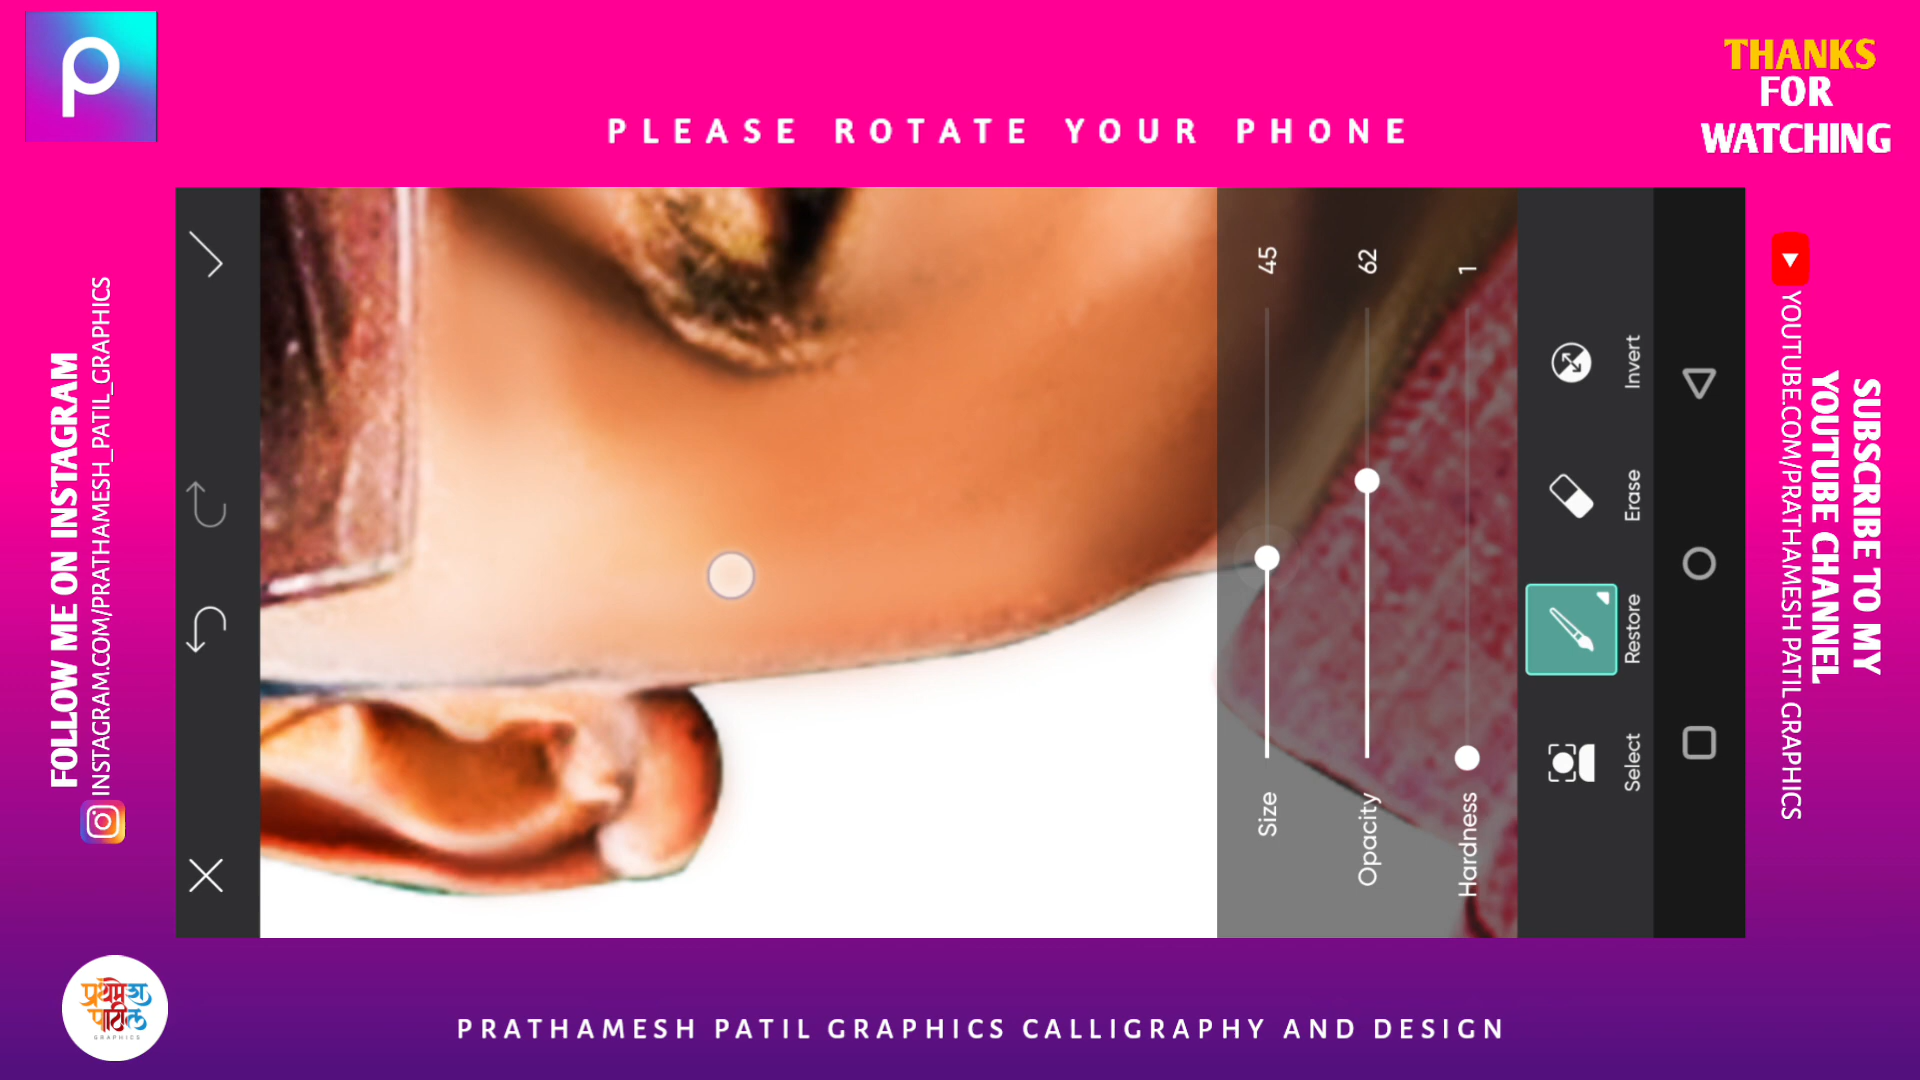 THANKS
FOR
WATCHING
PLEASE ROTATE YOUR PHONE
FOLLOW ME ON INSTAGRAM
INSTAGRAM.COM/PRATHAMESH_PATIL_GRAPHICS
45
62
1
Size
Opacity
Hardness
Invert
Erase
Restore
Select
SUBSCRIBE TO MY
YOUTUBE CHANNEL
YOUTUBE.COM/PRATHAMESH PATIL GRAPHICS
प्रथमेश
पाटील
GRAPHICS
PRATHAMESH PATIL GRAPHICS CALLIGRAPHY AND DESIGN